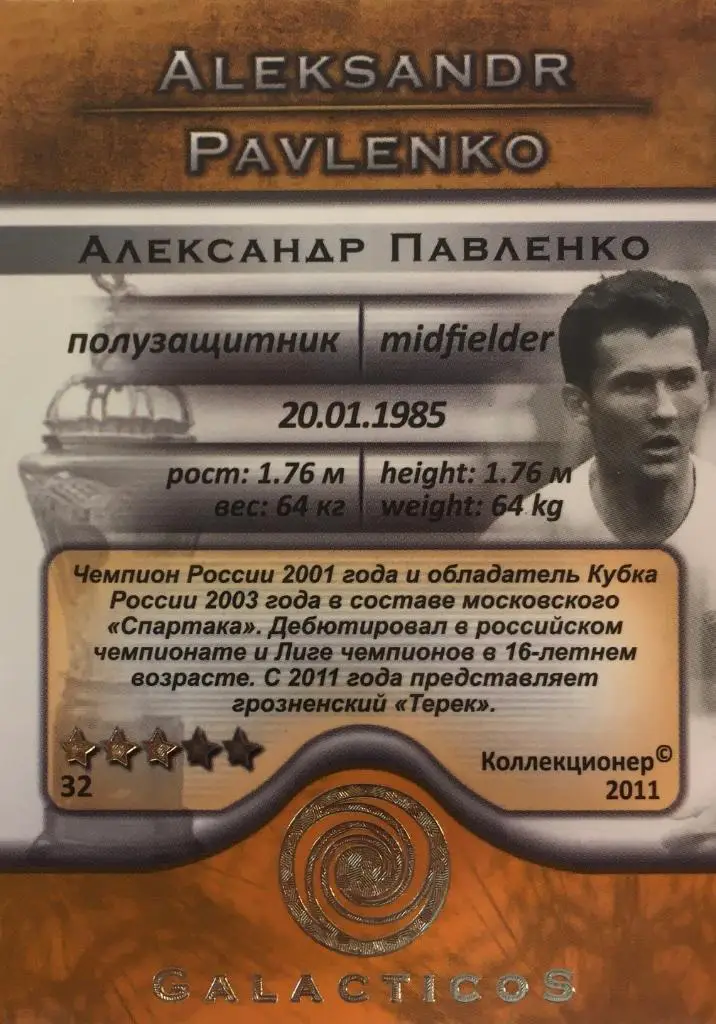 Aleksandr
Pavlenko
Александр Павленко
полузащитник | midfielder
20.01.1985
рост: 1.76 м | height: 1.76 м
вес: 64 кг | weight: 64 kg
Чемпион России 2001 года и обладатель Кубка
России 2003 года в составе московского
«Спартака». Дебютировал в российском
чемпионате и Лиге чемпионов в 16-летнем
возрасте. С 2011 года представляет
грозненский «Терек».
32
Коллекционер©
2011
GalacticoS